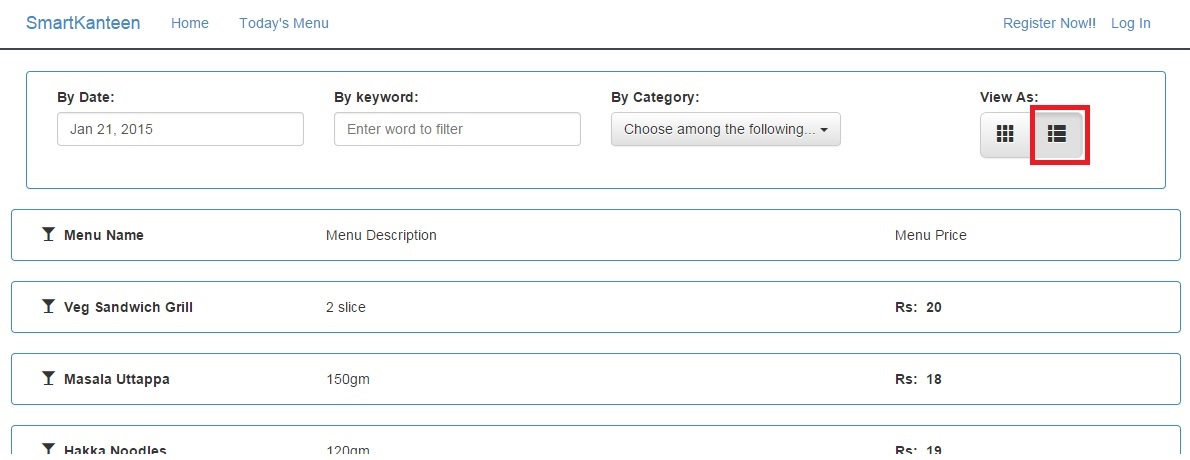 SmartKanteen Home Today's Menu Register Now!! Log In
By Date: By keyword: By Category: View As:
Jan 21, 2015 Enter word to filter Choose among the following...
Menu Name Menu Description Menu Price
Veg Sandwich Grill 2 slice Rs: 20
Masala Uttappa 150gm Rs: 18
Hakka Noodles 120gm Rs: 19